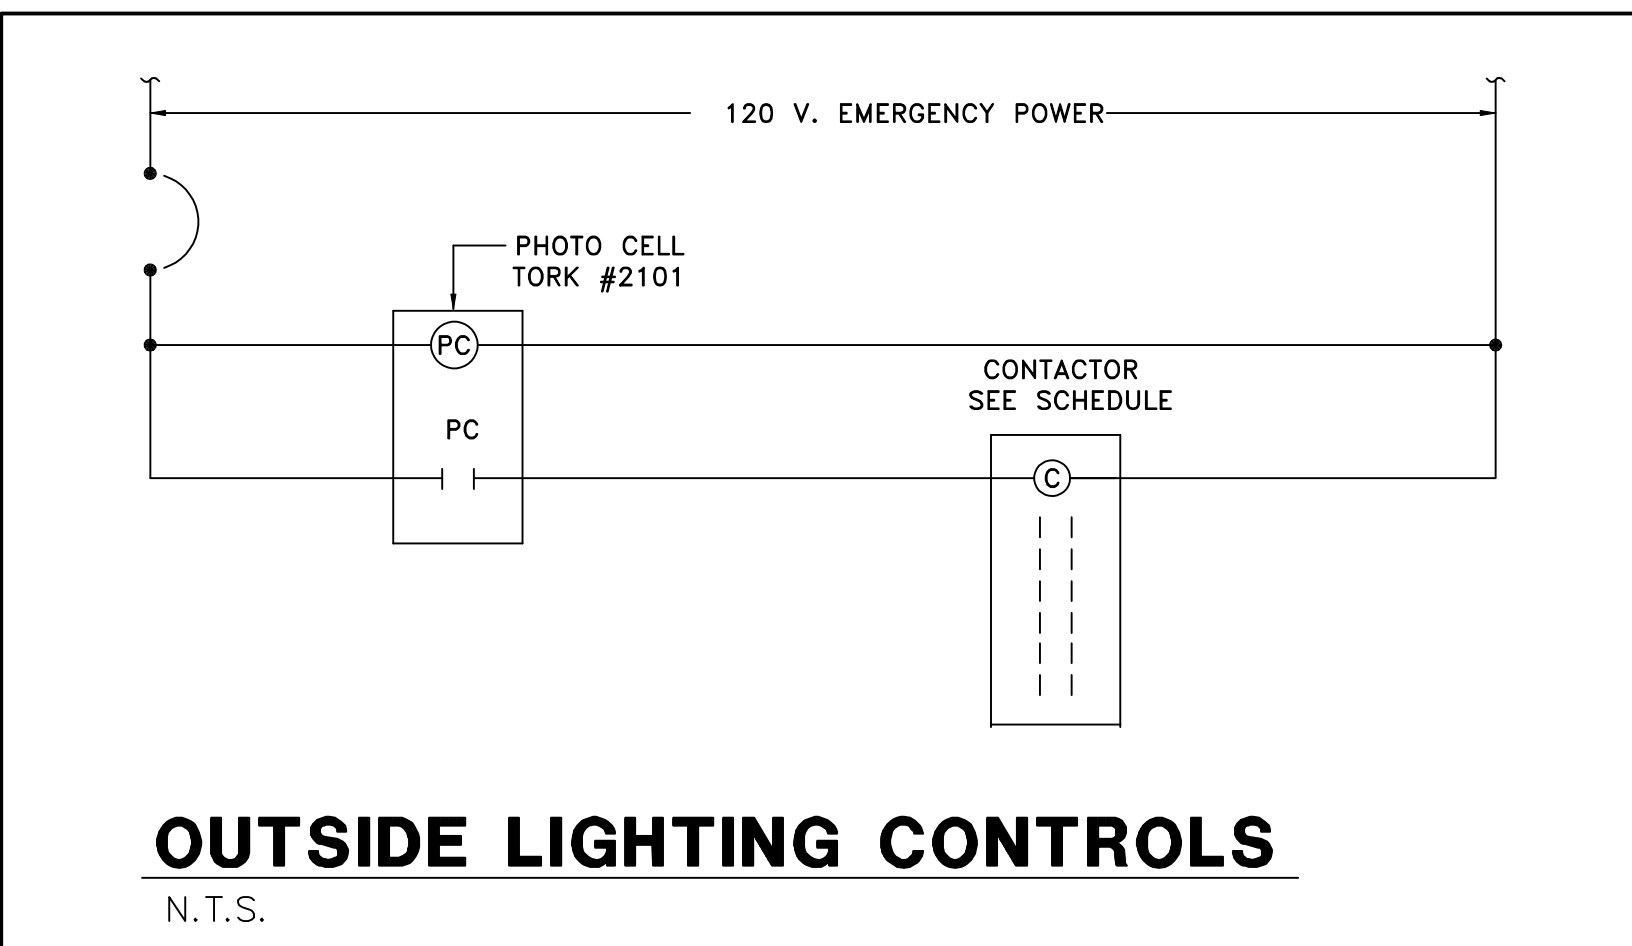 120 V. EMERGENCY POWER
PHOTO CELL
TORK #2101
PC
CONTACTOR
SEE SCHEDULE
PC
C
OUTSIDE LIGHTING CONTROLS
N.T.S.